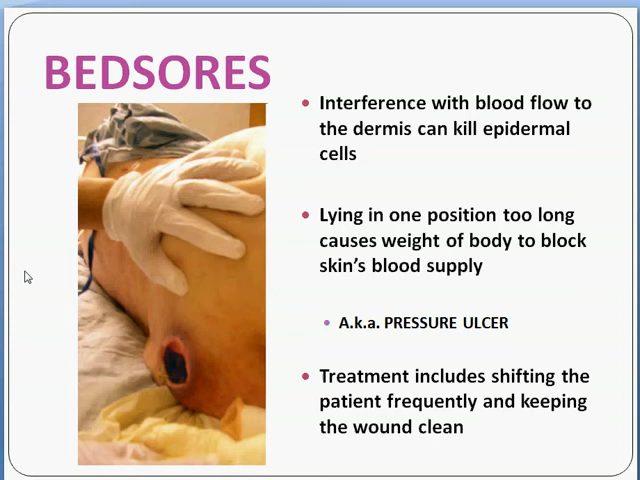 BEDSORES
• Interference with blood flow to
the dermis can kill epidermal
cells
• Lying in one position too long
causes weight of body to block
skin's blood supply
• A.k.a. PRESSURE ULCER
• Treatment includes shifting the
patient frequently and keeping
the wound clean